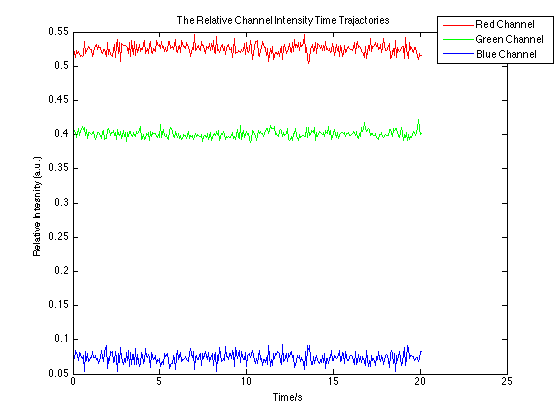 The Relative Channel Intensity Time Trajactories
Red Channel
Green Channel
Blue Channel
0.55
0.5
0.45
0.4
0.35
0.3
0.25
0.2
0.15
0.1
0.05
Relative Intesnity (a.u.)
0 5 10 15 20 25
Time/s